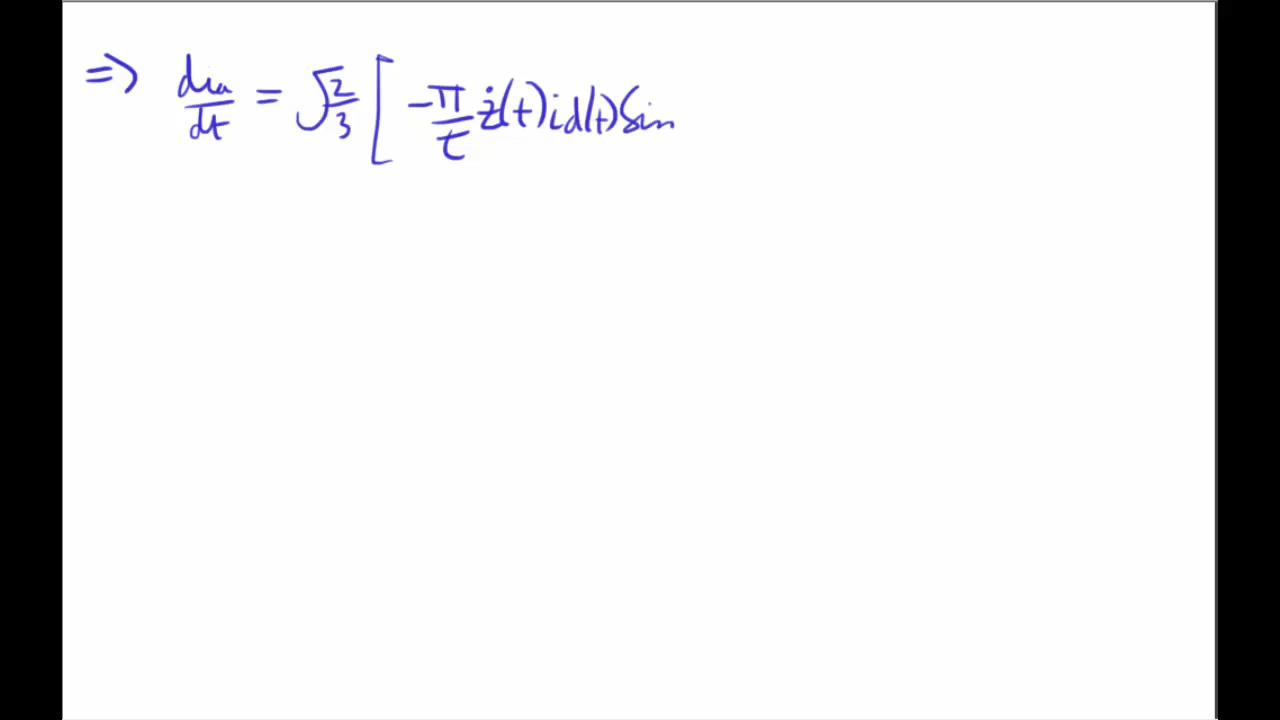 ⇒ dia/dt = √2/3 [ -π/τ ż(t) id(t) Sin